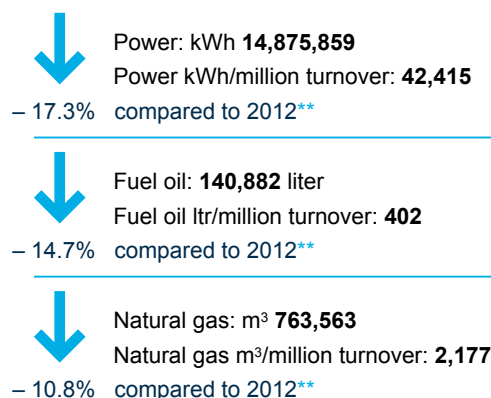 Power: kWh 14,875,859
Power kWh/million turnover: 42,415
– 17.3% compared to 2012**
Fuel oil: 140,882 liter
Fuel oil ltr/million turnover: 402
– 14.7% compared to 2012**
Natural gas: m³ 763,563
Natural gas m³/million turnover: 2,177
– 10.8% compared to 2012**